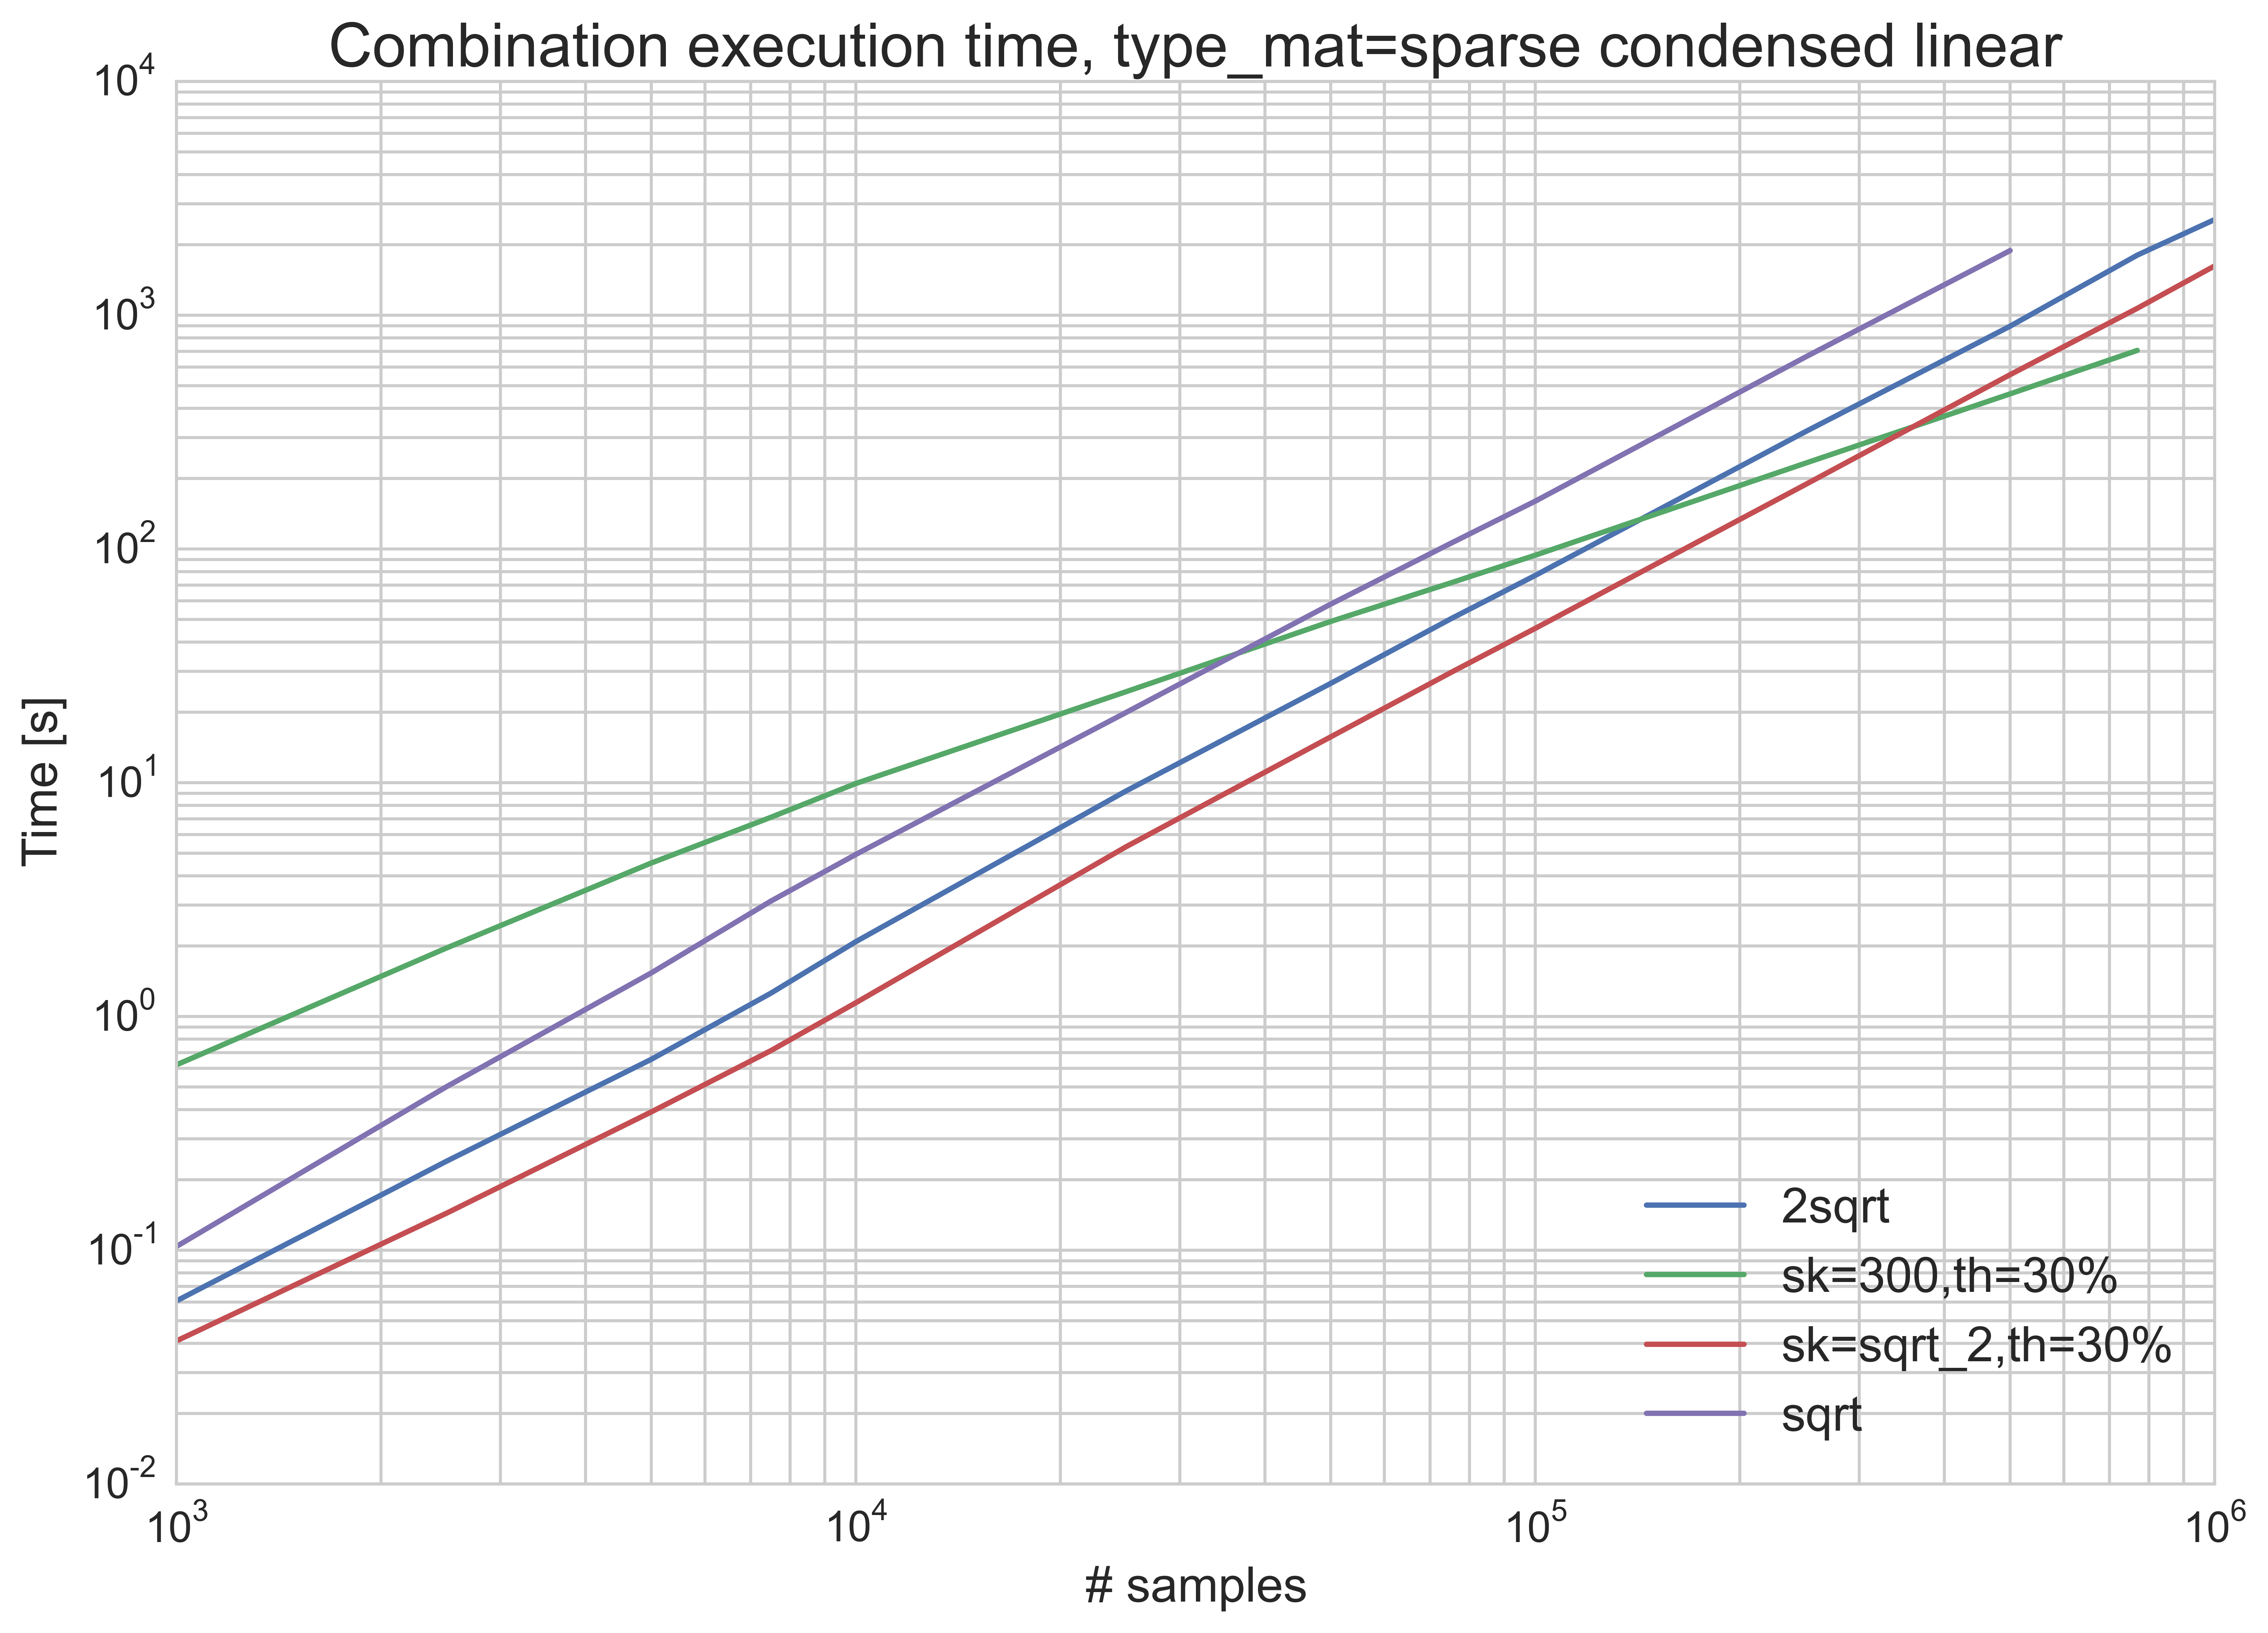 Combination execution time, type_mat=sparse condensed linear
10^4
10^3
10^2
10^1
10^0
10^-1
10^-2
Time [s]
2sqrt
sk=300,th=30%
sk=sqrt_2,th=30%
sqrt
10^3 10^4 10^5 10^6
# samples